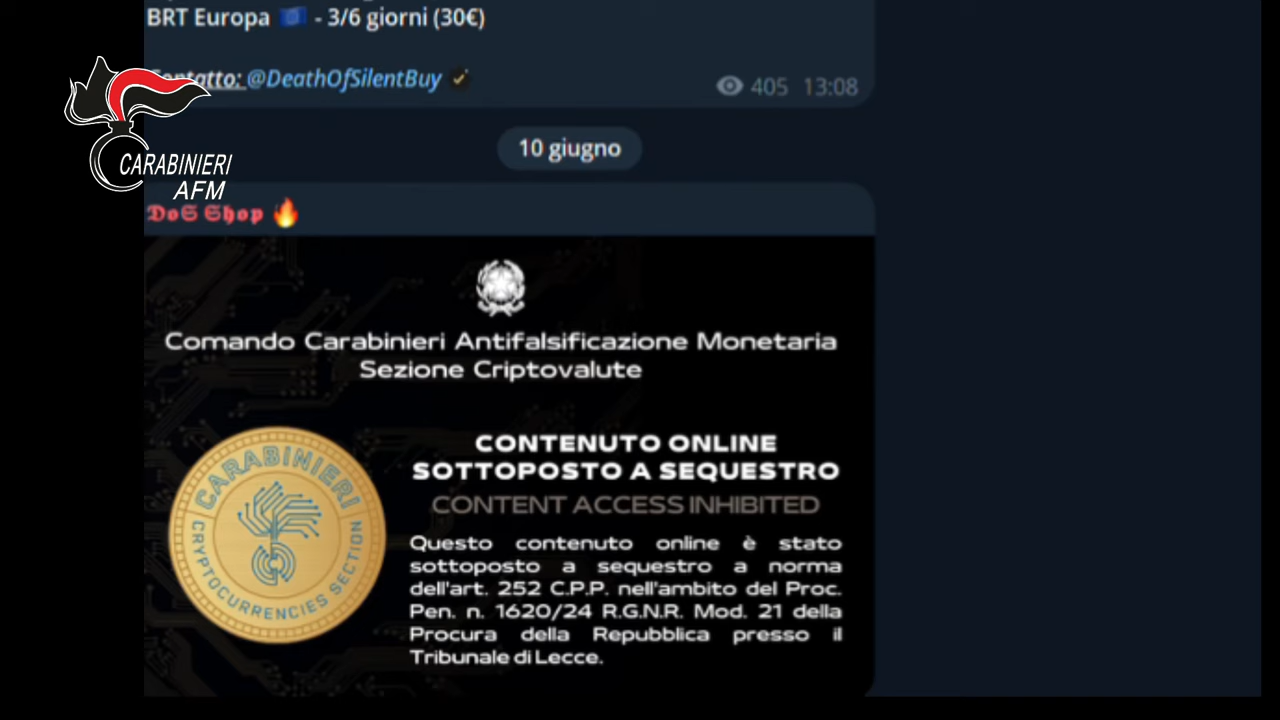 BRT Europa 🇪🇺 - 3/6 giorni (30€)
Contatto: @DeathOfSilentBuy ✔
405 13:08
CARABINIERI
AFM
10 giugno
DoS Shop 🔥
Comando Carabinieri Antifalsificazione Monetaria
Sezione Criptovalute
CONTENUTO ONLINE
SOTTOPOSTO A SEQUESTRO
CONTENT ACCESS INHIBITED
CARABINIERI
CRYPTOCURRENCIES SECTION
Questo contenuto online è stato
sottoposto a sequestro a norma
dell'art. 252 C.P.P. nell'ambito del Proc.
Pen. n. 1620/24 R.G.N.R. Mod. 21 della
Procura della Repubblica presso il
Tribunale di Lecce.